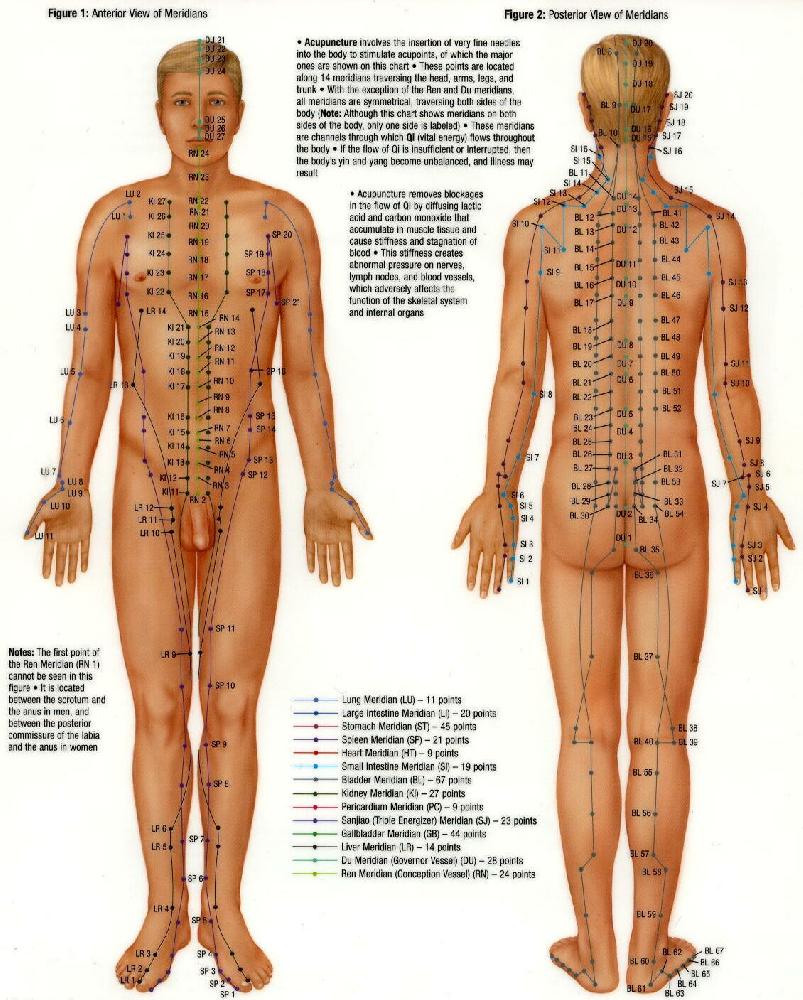 Figure 1: Anterior View of Meridians
Figure 2: Posterior View of Meridians
• Acupuncture involves the insertion of very fine needles
into the body to stimulate acupoints, of which the major
ones are shown on this chart • These points are located
along 14 meridians traversing the head, arms, legs, and
trunk • With the exception of the Ren and Du meridians,
all meridians are symmetrical, traversing both sides of the
body (Note: Although this chart shows meridians on both
sides of the body, only one side is labeled) • These meridians
are channels through which Qi (vital energy) flows throughout
the body • If the flow of Qi is insufficient or interrupted, then
the body's yin and yang become unbalanced, and illness may
result
• Acupuncture removes blockages
in the flow of Qi by diffusing lactic
acid and carbon monoxide that
accumulate in muscle tissue and
cause stiffness and stagnation of
blood • This stiffness creates
abnormal pressure on nerves,
lymph nodes, and blood vessels,
which adversely affects the
function of the skeletal system
and internal organs
DU 21
DU 22
DU 23
DU 24
DU 25
DU 26
DU 27
RN 24
RN 23
LU 2
LU 1
KI 27
KI 26
KI 25
KI 24
KI 23
KI 22
RN 22
RN 21
RN 20
RN 19
RN 18
RN 17
RN 16
SP 20
SP 19
SP 18
SP 17
SP 21
LU 3
LU 4
LU 5
LU 6
LU 7
LU 8
LU 9
LU 10
LU 11
LR 14
LR 13
KI 21
KI 20
KI 19
KI 18
KI 17
KI 16
KI 15
KI 14
KI 13
KI 12
KI 11
RN 14
RN 13
RN 12
RN 11
RN 10
RN 9
RN 8
RN 7
RN 6
RN 5
RN 4
RN 3
RN 2
SP 16
SP 15
SP 14
SP 13
SP 12
LR 12
LR 11
LR 10
SP 11
LR 9
SP 10
SP 9
SP 8
LR 6
LR 5
SP 7
SP 6
LR 4
SP 5
LR 3
LR 2
LR 1
SP 4
SP 3
SP 2
SP 1
Notes: The first point of
the Ren Meridian (RN 1)
cannot be seen in this
figure • It is located
between the scrotum and
the anus in men, and
between the posterior
commissure of the labia
and the anus in women
Lung Meridian (LU) – 11 points
Large Intestine Meridian (LI) – 20 points
Stomach Meridian (ST) – 45 points
Spleen Meridian (SP) – 21 points
Heart Meridian (HT) – 9 points
Small Intestine Meridian (SI) – 19 points
Bladder Meridian (BL) – 67 points
Kidney Meridian (KI) – 27 points
Pericardium Meridian (PC) – 9 points
Sanjiao (Triple Energizer) Meridian (SJ) – 23 points
Gallbladder Meridian (GB) – 44 points
Liver Meridian (LR) – 14 points
Du Meridian (Governor Vessel) (DU) – 28 points
Ren Meridian (Conception Vessel) (RN) – 24 points
DU 20
DU 19
DU 18
DU 17
BL 9
BL 10
SJ 20
SJ 19
SJ 18
SJ 17
SJ 16
SJ 15
SJ 14
SI 16
SI 15
BL 11
SI 14
SI 13
SI 12
SI 10
SI 11
SI 9
DU 14
DU 13
DU 12
DU 11
DU 10
DU 9
DU 8
DU 7
DU 6
DU 5
DU 4
DU 3
DU 2
DU 1
BL 12
BL 13
BL 14
BL 15
BL 16
BL 17
BL 18
BL 19
BL 20
BL 21
BL 22
BL 23
BL 24
BL 25
BL 26
BL 27
BL 28
BL 29
BL 30
BL 41
BL 42
BL 43
BL 44
BL 45
BL 46
BL 47
BL 48
BL 49
BL 50
BL 51
BL 52
BL 31
BL 32
BL 53
BL 33
BL 54
BL 34
BL 35
BL 36
SJ 13
SJ 12
SJ 11
SJ 10
SJ 9
SJ 8
SJ 7
SJ 6
SJ 5
SJ 4
SJ 3
SJ 2
SI 8
SI 7
SI 6
SI 5
SI 4
SI 3
SI 2
SI 1
BL 37
BL 38
BL 39
BL 40
BL 55
BL 56
BL 57
BL 58
BL 59
BL 60
BL 61
BL 62
BL 63
BL 64
BL 65
BL 66
BL 67